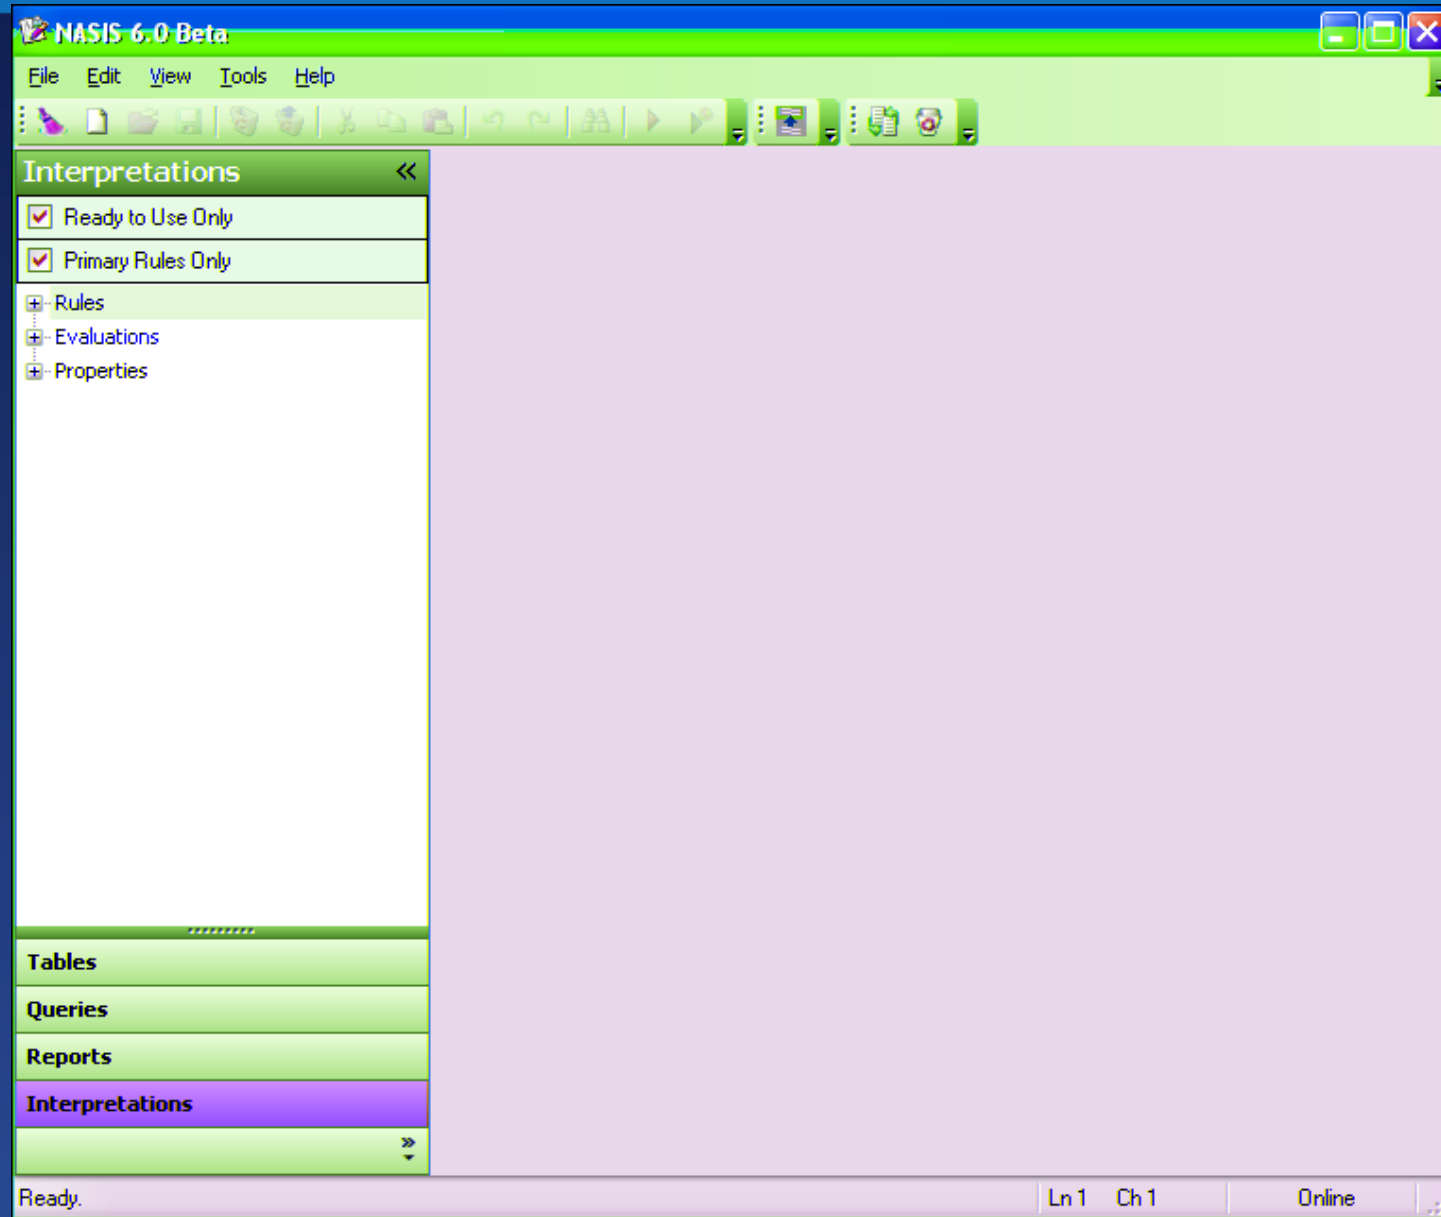 NASIS 6.0 Beta
File Edit View Tools Help
Interpretations
Ready to Use Only
Primary Rules Only
Rules
Evaluations
Properties
Tables
Queries
Reports
Interpretations
Ready. Ln 1 Ch 1 Online